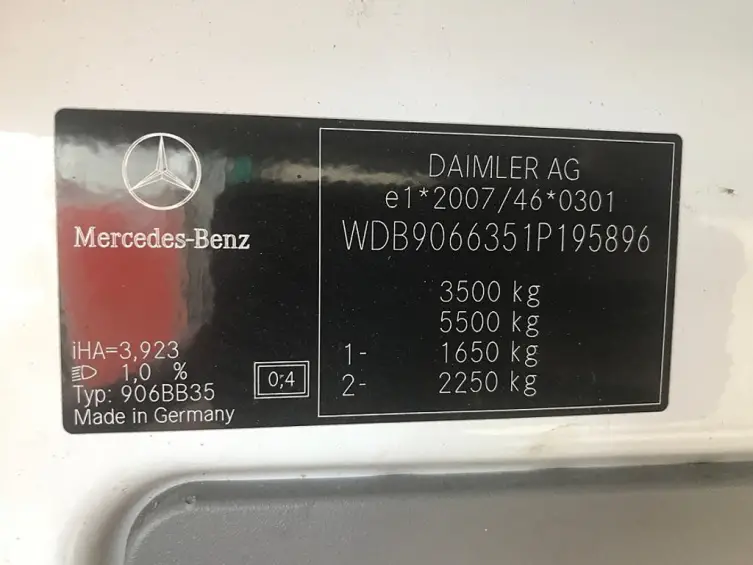 Mercedes-Benz
iHA=3,923
1,0 %
Typ: 906BB35
Made in Germany
0,4
DAIMLER AG
e1*2007/46*0301
WDB9066351P195896
3500 kg
5500 kg
1- 1650 kg
2- 2250 kg